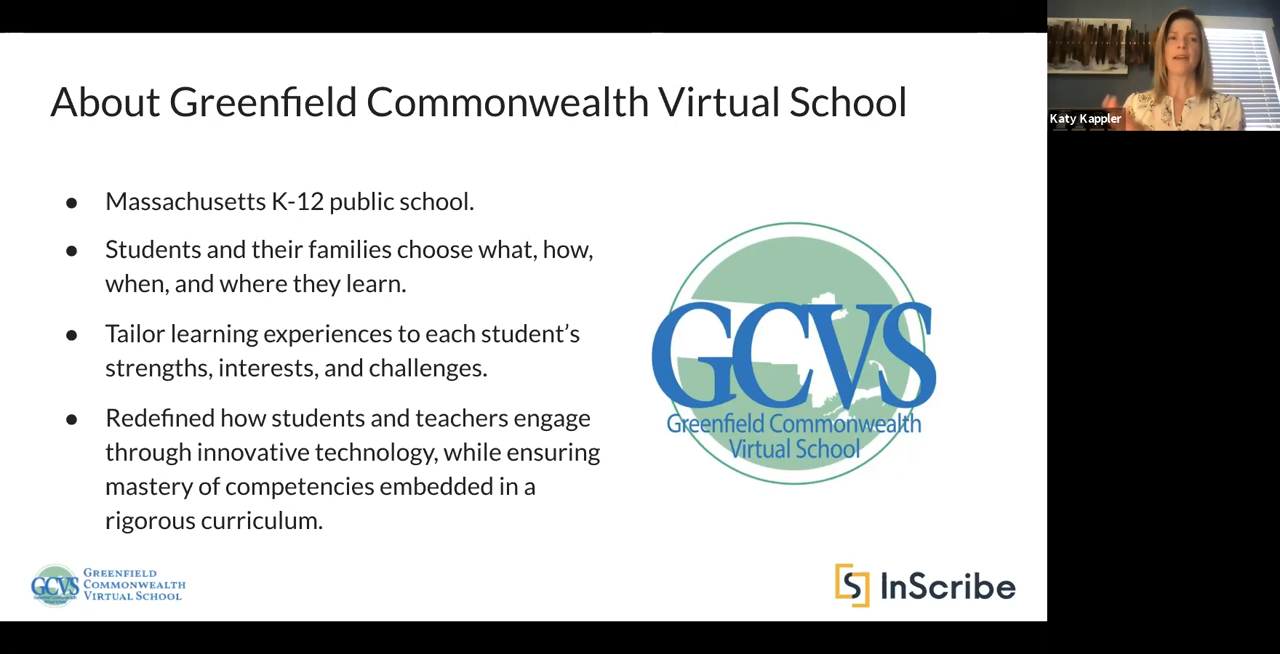 About Greenfield Commonwealth Virtual School
Katy Kappler
● Massachusetts K-12 public school.
● Students and their families choose what, how,
when, and where they learn.
● Tailor learning experiences to each student’s
strengths, interests, and challenges.
● Redefined how students and teachers engage
through innovative technology, while ensuring
mastery of competencies embedded in a
rigorous curriculum.
GCVS
Greenfield Commonwealth
Virtual School
GCVS
GREENFIELD
COMMONWEALTH
VIRTUAL SCHOOL
InScribe